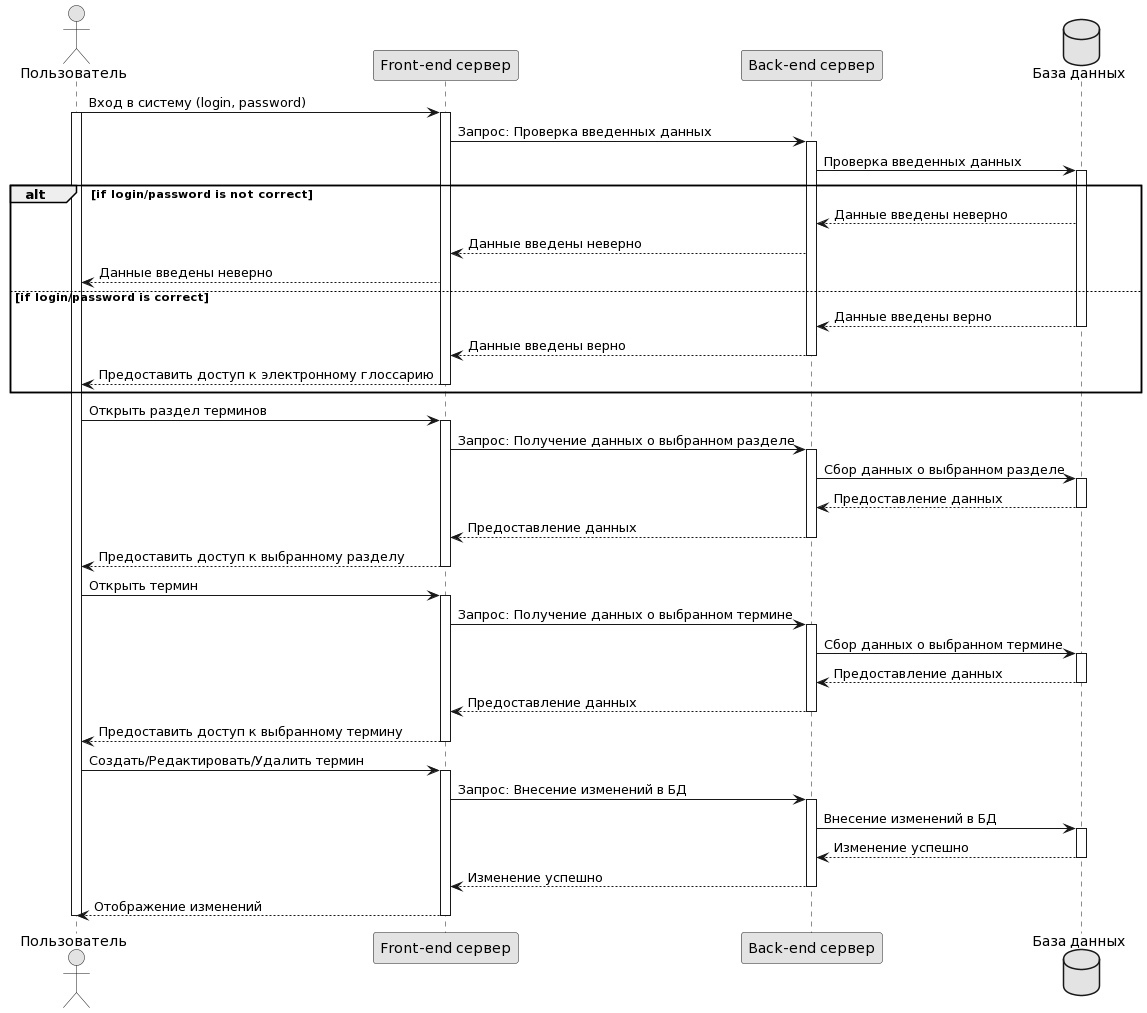 Пользователь
Front-end сервер
Back-end сервер
База данных
Вход в систему (login, password)
Запрос: Проверка введенных данных
Проверка введенных данных
alt
[if login/password is not correct]
Данные введены неверно
Данные введены неверно
Данные введены неверно
[if login/password is correct]
Данные введены верно
Данные введены верно
Предоставить доступ к электронному глоссарию
Открыть раздел терминов
Запрос: Получение данных о выбранном разделе
Сбор данных о выбранном разделе
Предоставление данных
Предоставление данных
Предоставить доступ к выбранному разделу
Открыть термин
Запрос: Получение данных о выбранном термине
Сбор данных о выбранном термине
Предоставление данных
Предоставление данных
Предоставить доступ к выбранному термину
Создать/Редактировать/Удалить термин
Запрос: Внесение изменений в БД
Внесение изменений в БД
Изменение успешно
Изменение успешно
Отображение изменений
Пользователь
Front-end сервер
Back-end сервер
База данных